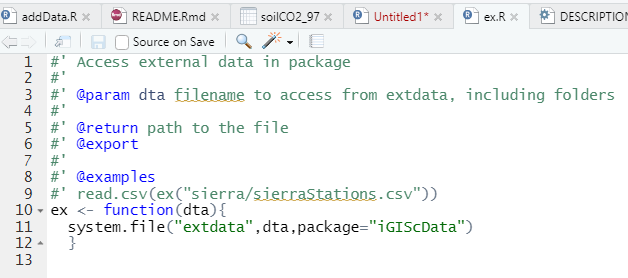 addData.R README.Rmd soilCO2_97 Untitled1* ex.R DESCRIPTION
Source on Save
1 #' Access external data in package
2 #'
3 #' @param dta filename to access from extdata, including folders
4 #'
5 #' @return path to the file
6 #' @export
7 #'
8 #' @examples
9 #' read.csv(ex("sierra/sierraStations.csv"))
10 ex <- function(dta){
11 system.file("extdata",dta,package="iGIScData")
12 }
13